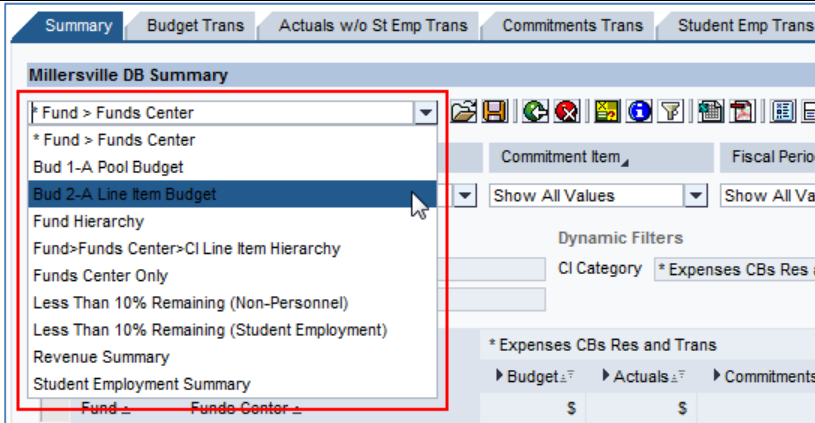 Summary Budget Trans Actuals w/o St Emp Trans Commitments Trans Student Emp Trans
Millersville DB Summary
* Fund > Funds Center
* Fund > Funds Center
Bud 1-A Pool Budget
Bud 2-A Line Item Budget
Fund Hierarchy
Fund>Funds Center>CI Line Item Hierarchy
Funds Center Only
Less Than 10% Remaining (Non-Personnel)
Less Than 10% Remaining (Student Employment)
Revenue Summary
Student Employment Summary
Commitment Item Fiscal Perio
Show All Values Show All Va
Dynamic Filters
CI Category * Expenses CBs Res
* Expenses CBs Res and Trans
Budget Actuals Commitments
Fund Funds Center $ $